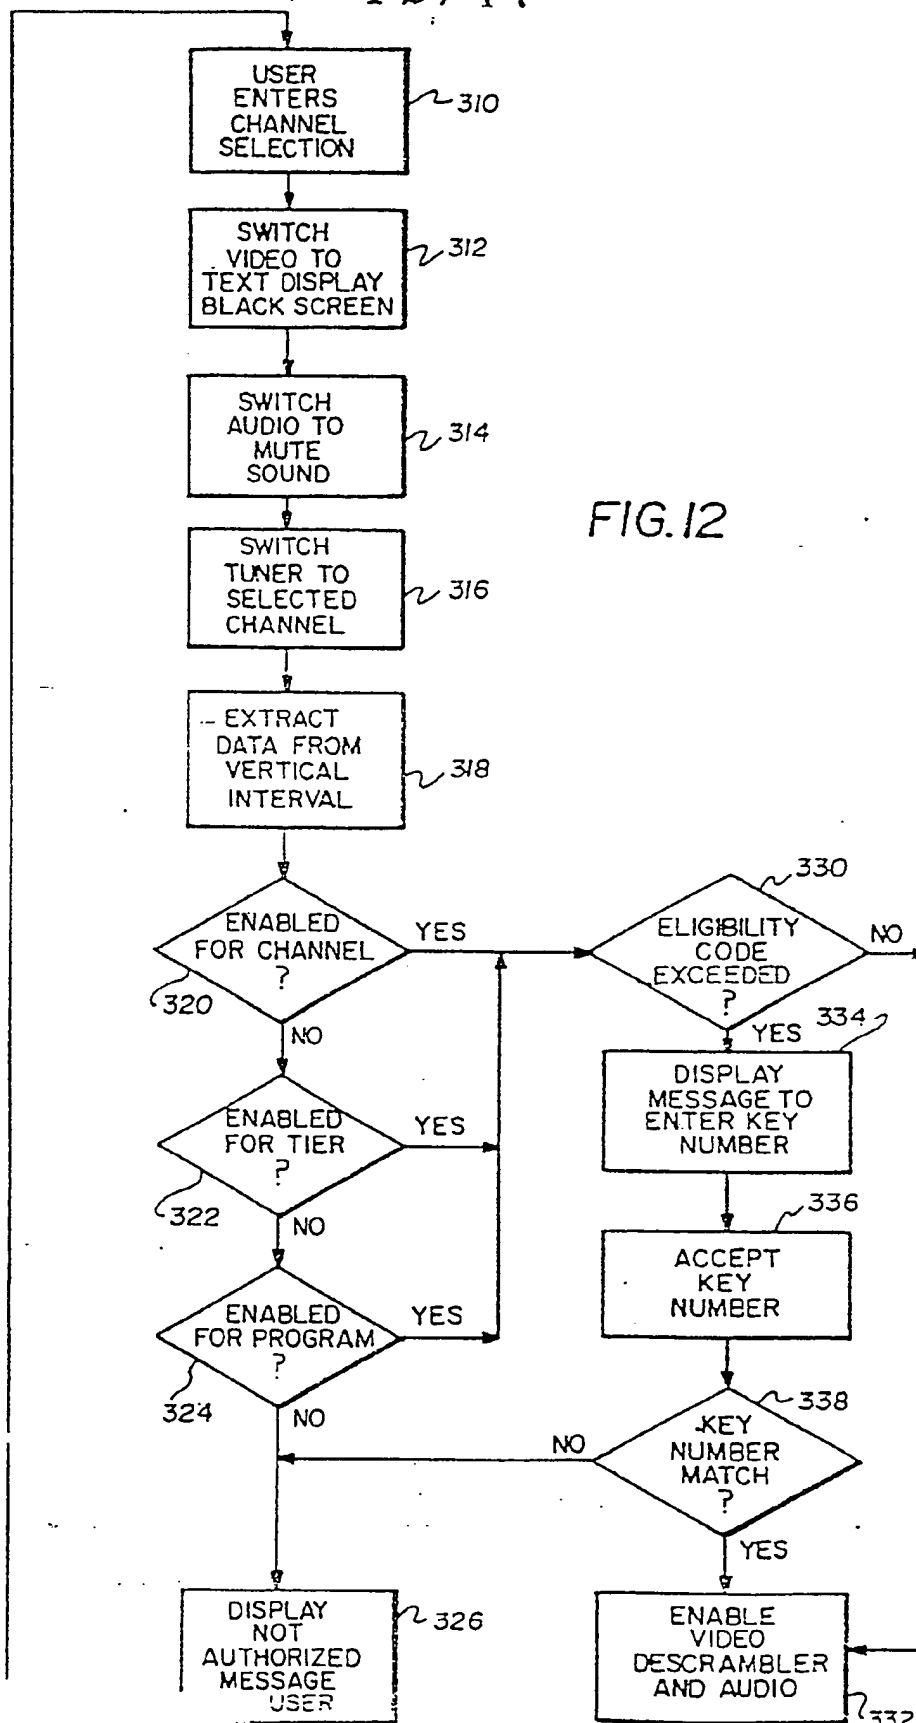 USER
ENTERS
CHANNEL
SELECTION
310
SWITCH
VIDEO TO
TEXT DISPLAY
BLACK SCREEN
312
SWITCH
AUDIO TO
MUTE
SOUND
314
FIG.12
SWITCH
TUNER TO
SELECTED
CHANNEL
316
EXTRACT
DATA FROM
VERTICAL
INTERVAL
318
ENABLED
FOR CHANNEL
?
320
YES
NO
330
ELIGIBILITY
CODE
EXCEEDED
?
NO
YES
334
ENABLED
FOR TIER
?
322
YES
NO
DISPLAY
MESSAGE TO
ENTER KEY
NUMBER
336
ACCEPT
KEY
NUMBER
ENABLED
FOR PROGRAM
?
324
YES
NO
338
KEY
NUMBER
MATCH
?
NO
YES
DISPLAY
NOT
AUTHORIZED
MESSAGE
USER
326
ENABLE
VIDEO
DESCRAMBLER
AND AUDIO
332